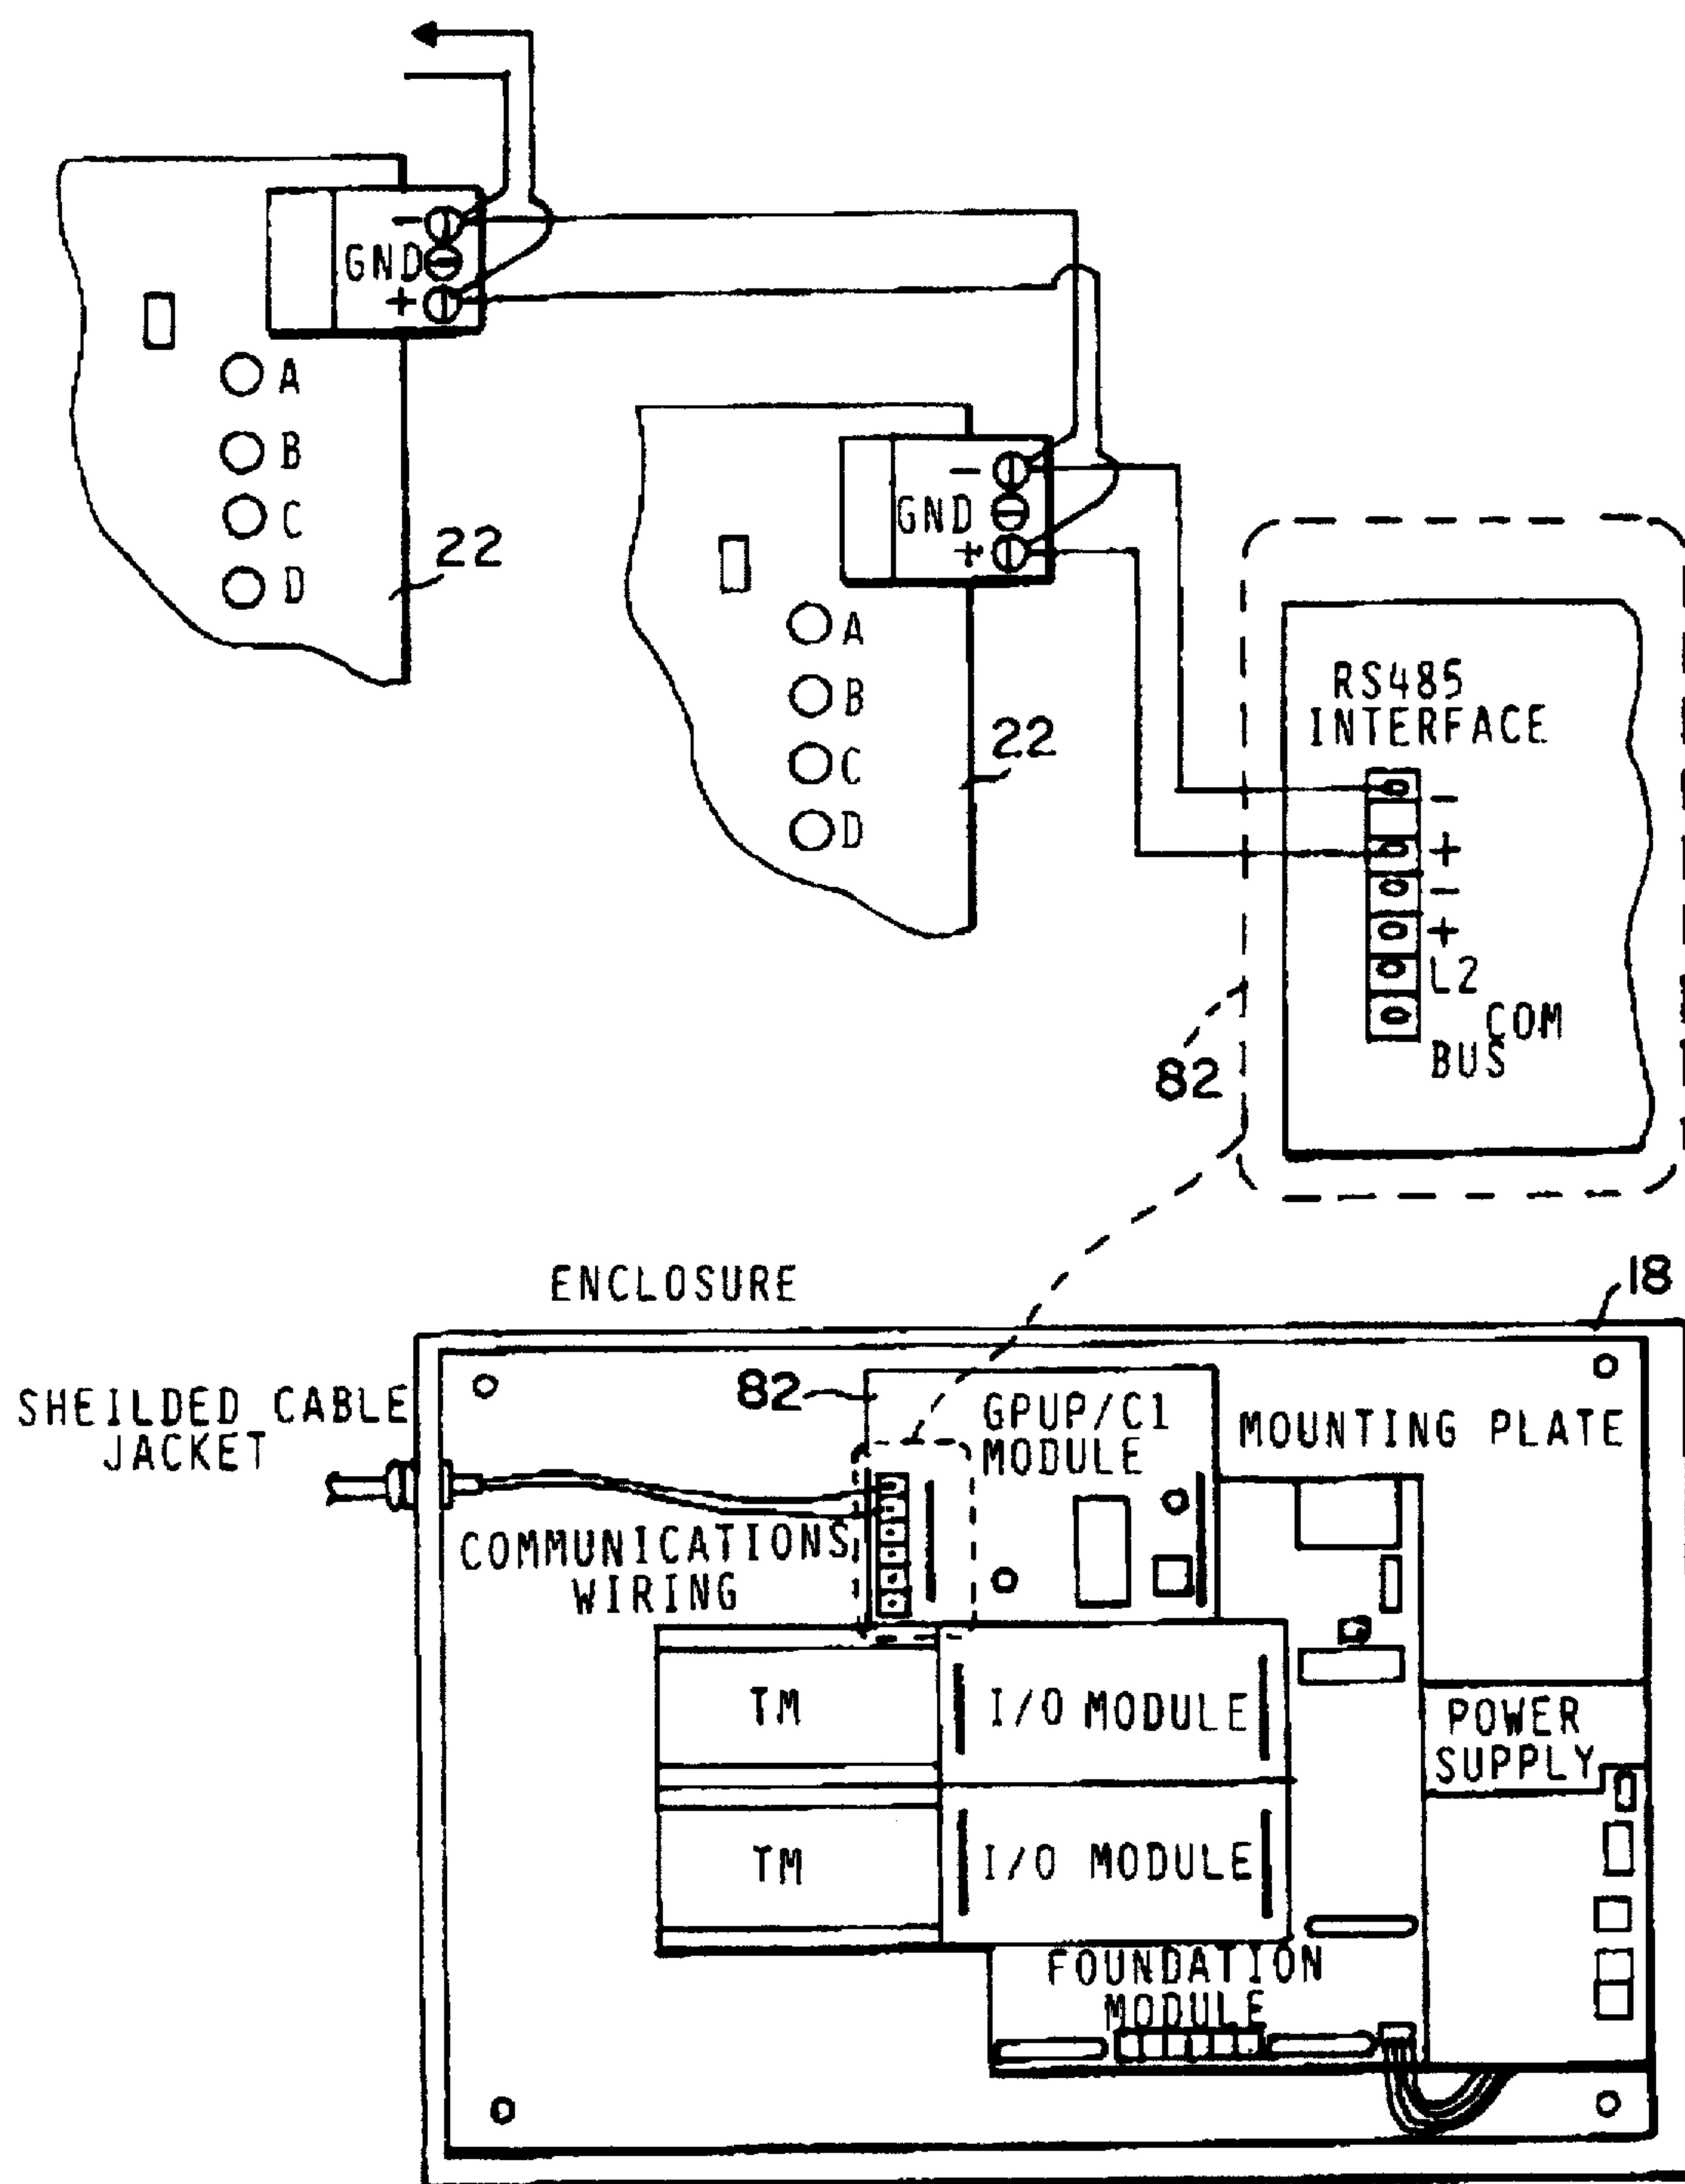 -
GND
+
A
B
C
D
22
-
GND
+
A
B
C
D
22
RS485
INTERFACE
-
+
-
+
L2
COM
BUS
82
ENCLOSURE
18
SHEILDED CABLE
JACKET
82
GPUP/C1
MODULE
MOUNTING PLATE
COMMUNICATIONS
WIRING
TM
I/O MODULE
POWER
SUPPLY
TM
I/O MODULE
FOUNDATION
MODULE